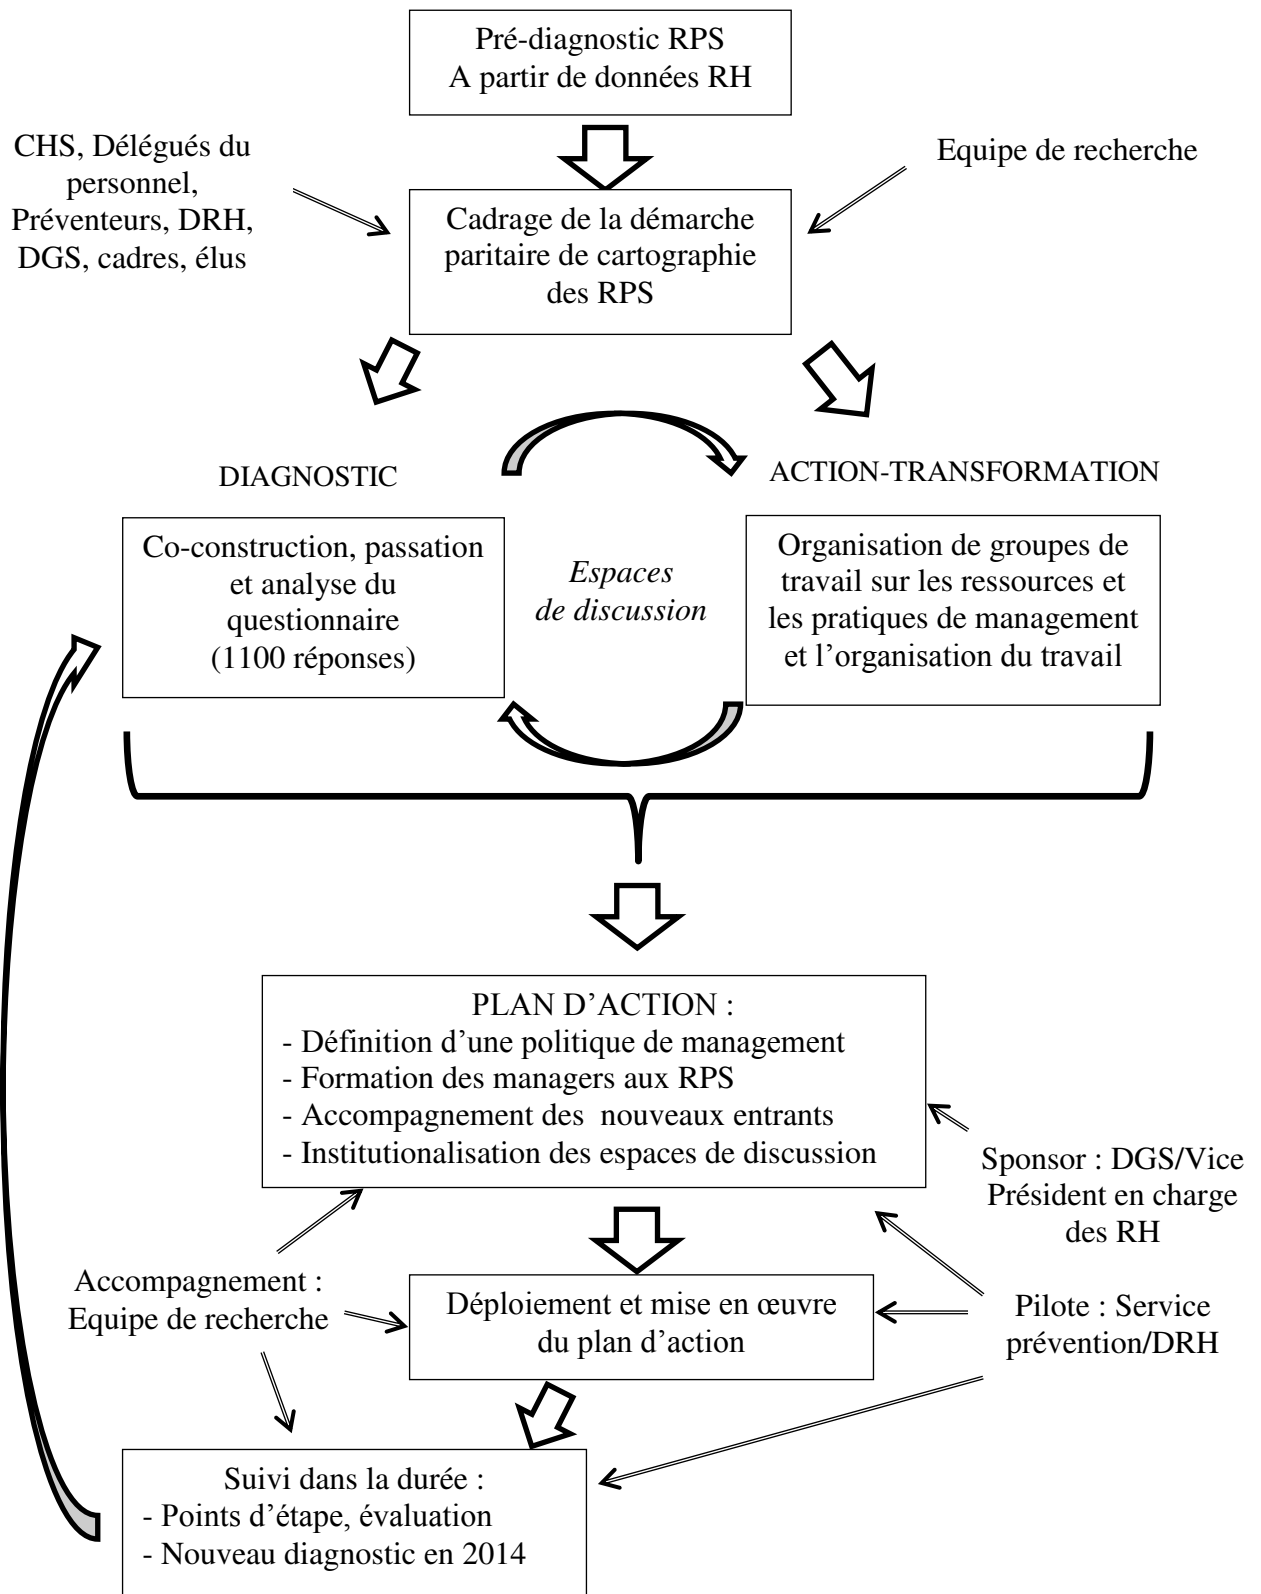 Pré-diagnostic RPS
A partir de données RH
CHS, Délégués du
personnel,
Préventeurs, DRH,
DGS, cadres, élus
Equipe de recherche
Cadrage de la démarche
paritaire de cartographie
des RPS
DIAGNOSTIC
ACTION-TRANSFORMATION
Co-construction, passation
et analyse du
questionnaire
(1100 réponses)
Espaces
de discussion
Organisation de groupes de
travail sur les ressources et
les pratiques de management
et l’organisation du travail
PLAN D’ACTION :
- Définition d’une politique de management
- Formation des managers aux RPS
- Accompagnement des  nouveaux entrants
- Institutionalisation des espaces de discussion
Sponsor : DGS/Vice
Président en charge
des RH
Accompagnement :
Equipe de recherche
Déploiement et mise en œuvre
du plan d’action
Pilote : Service
prévention/DRH
Suivi dans la durée :
- Points d’étape, évaluation
- Nouveau diagnostic en 2014